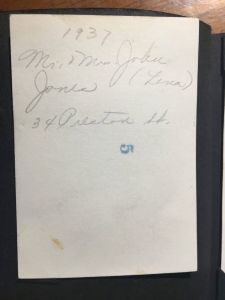 1937
Mr. & Mrs John
Jones (Lena)
34 Preston St.
5